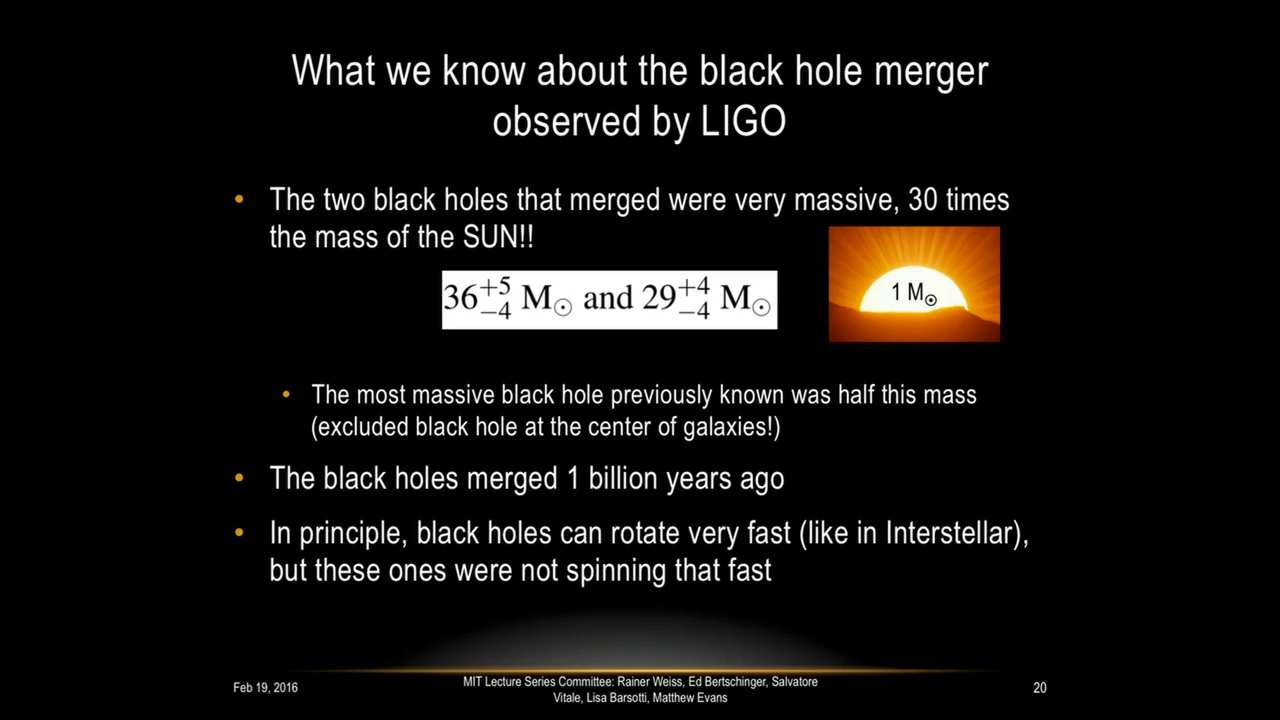 What we know about the black hole merger
observed by LIGO
• The two black holes that merged were very massive, 30 times
the mass of the SUN!!
36+5−4 M⊙ and 29+4−4 M⊙
1 M⊙
• The most massive black hole previously known was half this mass
(excluded black hole at the center of galaxies!)
• The black holes merged 1 billion years ago
• In principle, black holes can rotate very fast (like in Interstellar),
but these ones were not spinning that fast
Feb 19, 2016
MIT Lecture Series Committee: Rainer Weiss, Ed Bertschinger, Salvatore
Vitale, Lisa Barsotti, Matthew Evans
20